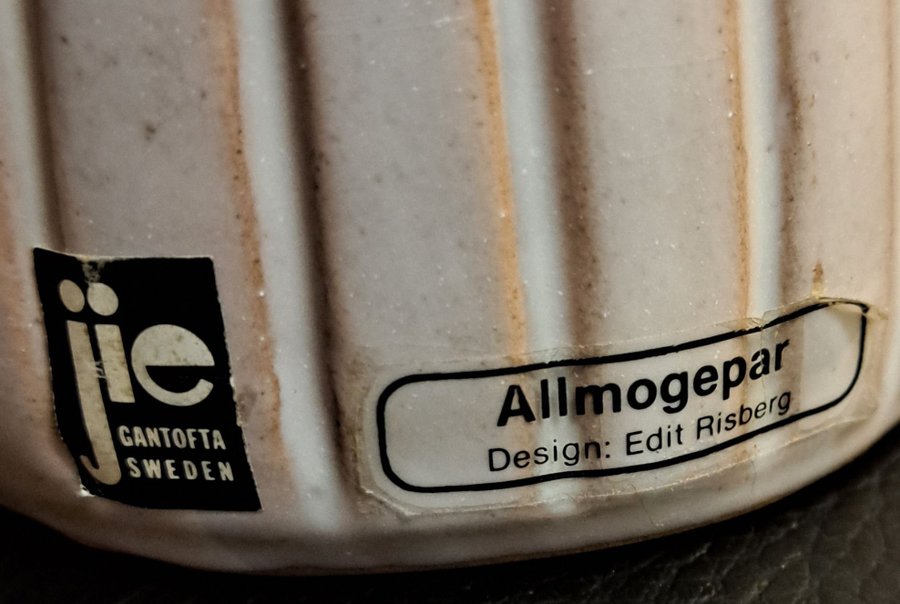 jie
GANTOFTA
SWEDEN
Allmogepar
Design: Edit Risberg